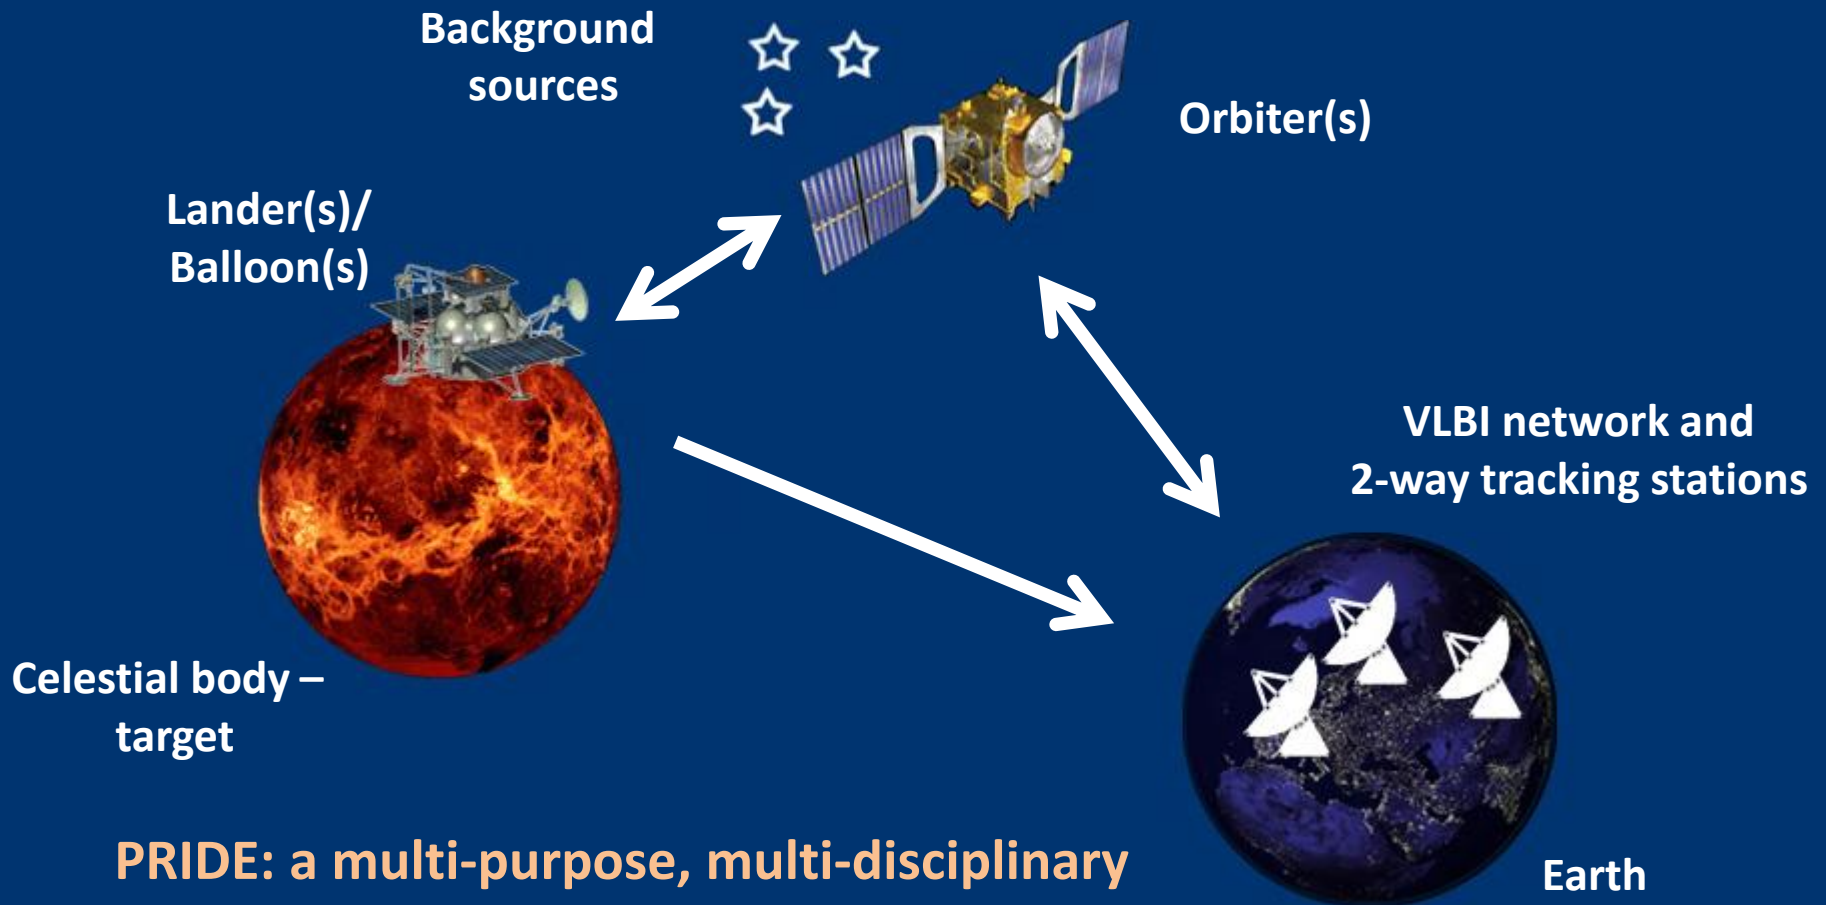 Background
sources
Orbiter(s)
Lander(s)/
Balloon(s)
VLBI network and
2-way tracking stations
Celestial body –
target
PRIDE: a multi-purpose, multi-disciplinary
Earth